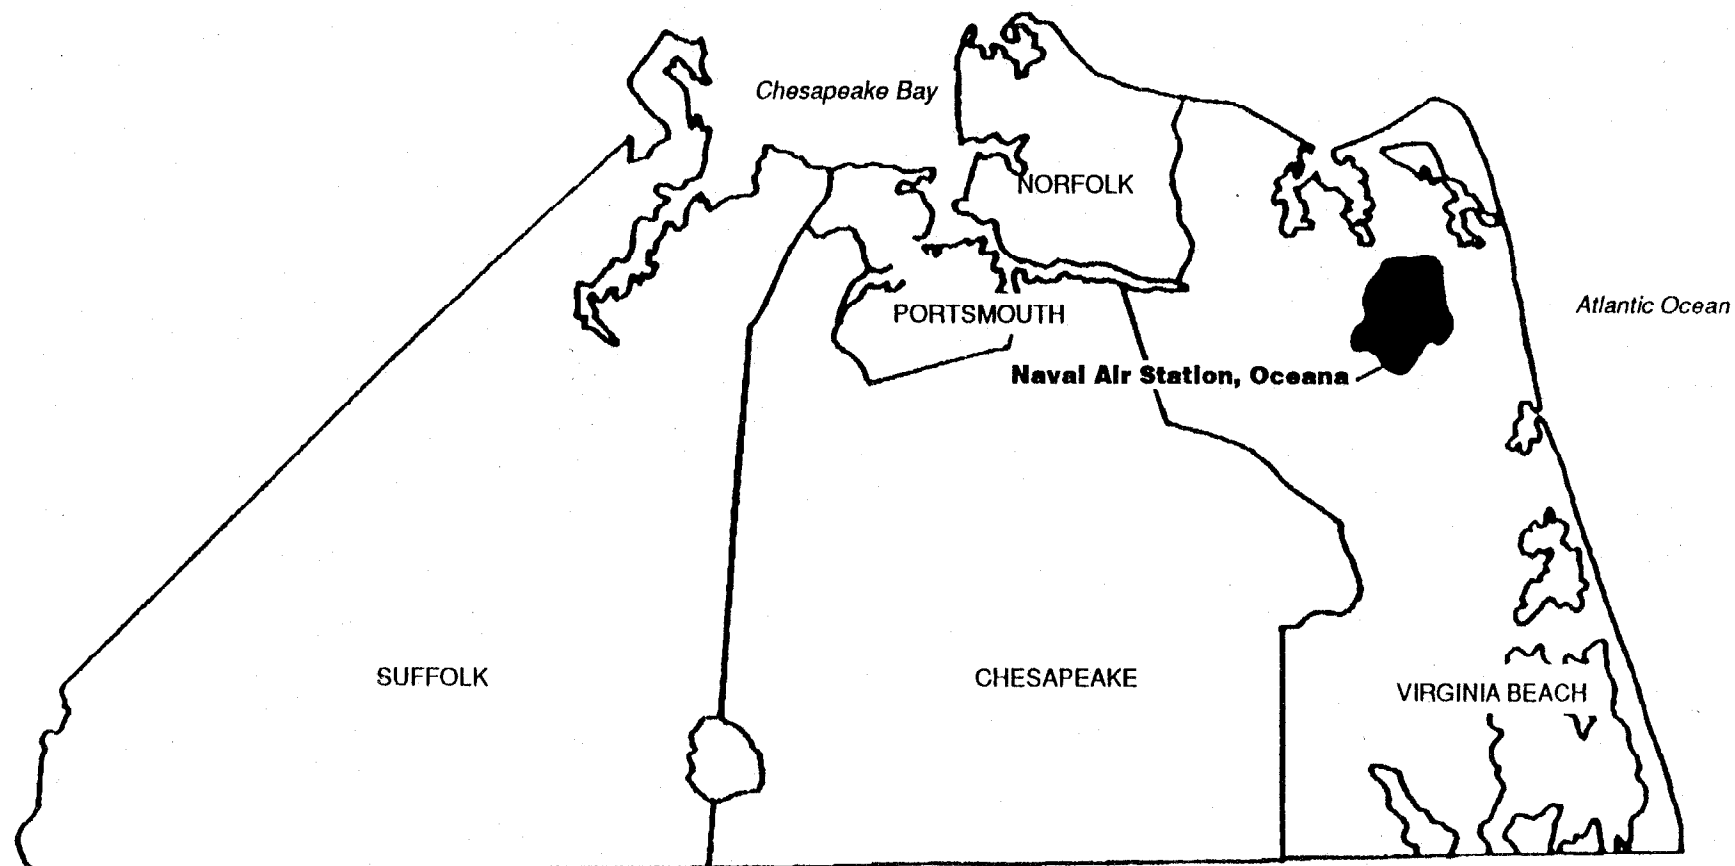 Chesapeake Bay
NORFOLK
Atlantic Ocean
PORTSMOUTH
Naval Air Station, Oceana
SUFFOLK
CHESAPEAKE
VIRGINIA BEACH